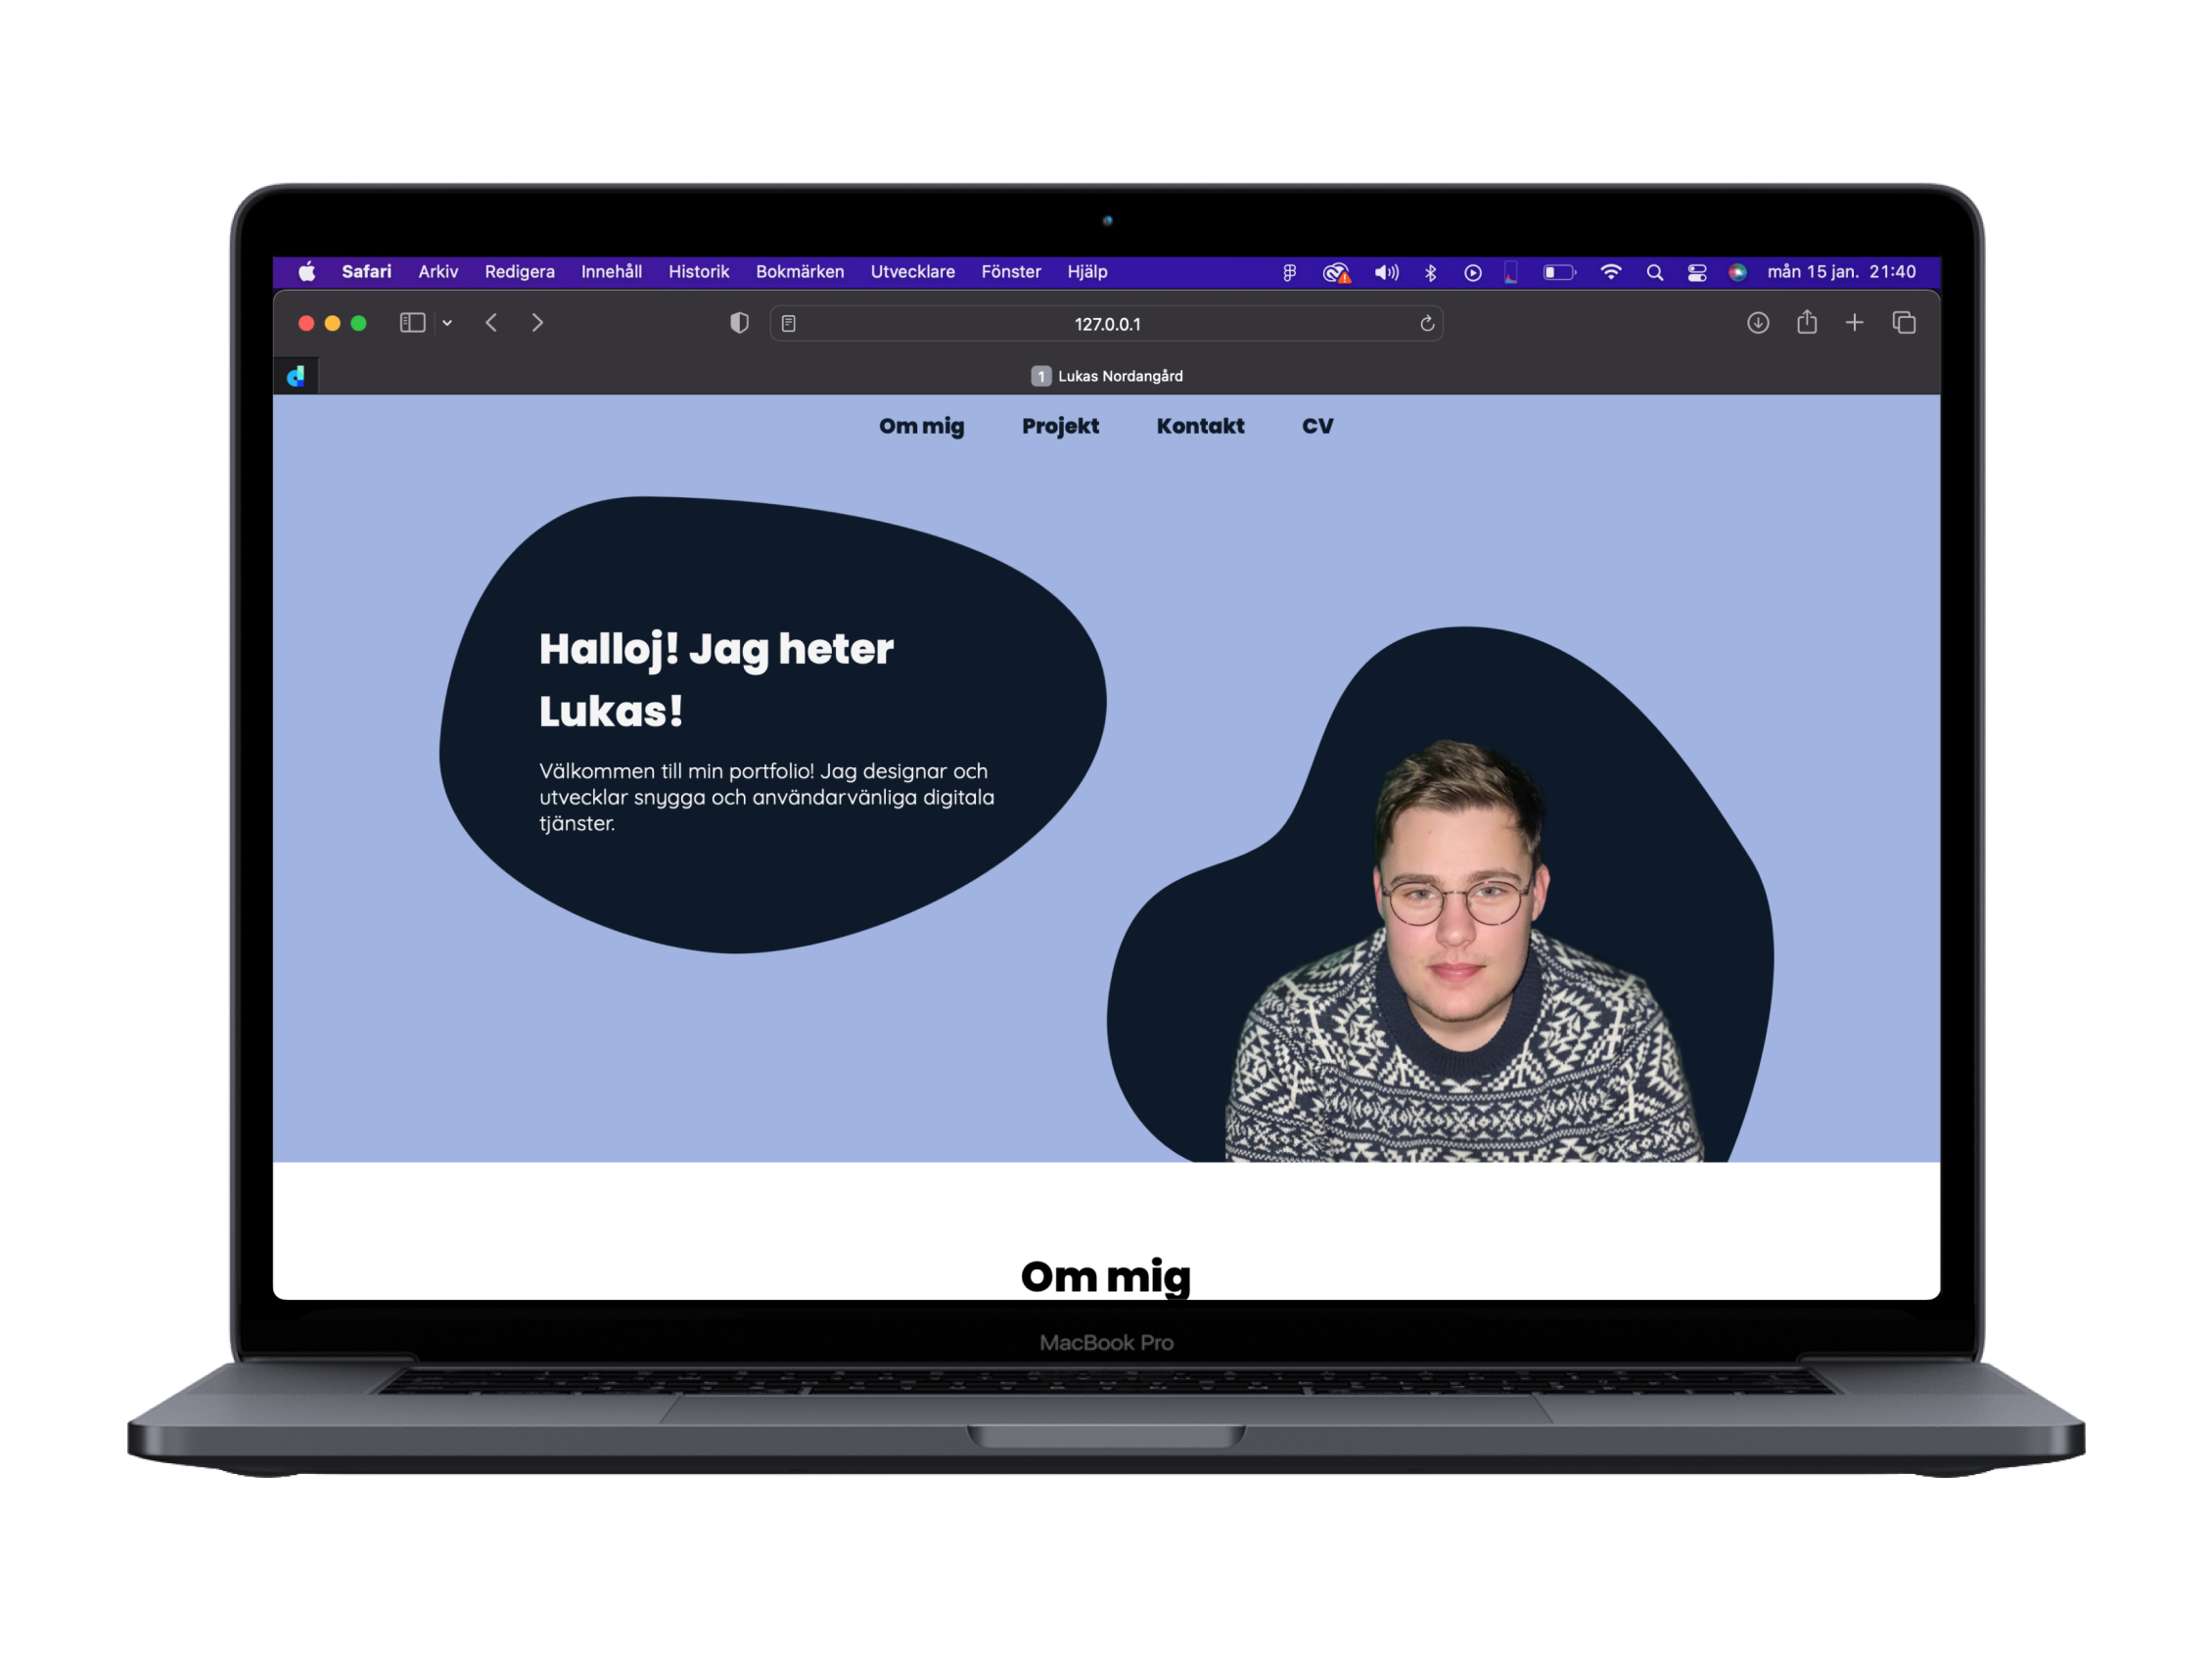 Safari Arkiv Redigera Innehåll Historik Bokmärken Utvecklare Fönster Hjälp mån 15 jan. 21:40
127.0.0.1
1 Lukas Nordangård
Om mig Projekt Kontakt CV
Halloj! Jag heter
Lukas!
Välkommen till min portfolio! Jag designar och
utvecklar snygga och användarvänliga digitala
tjänster.
Om mig
MacBook Pro